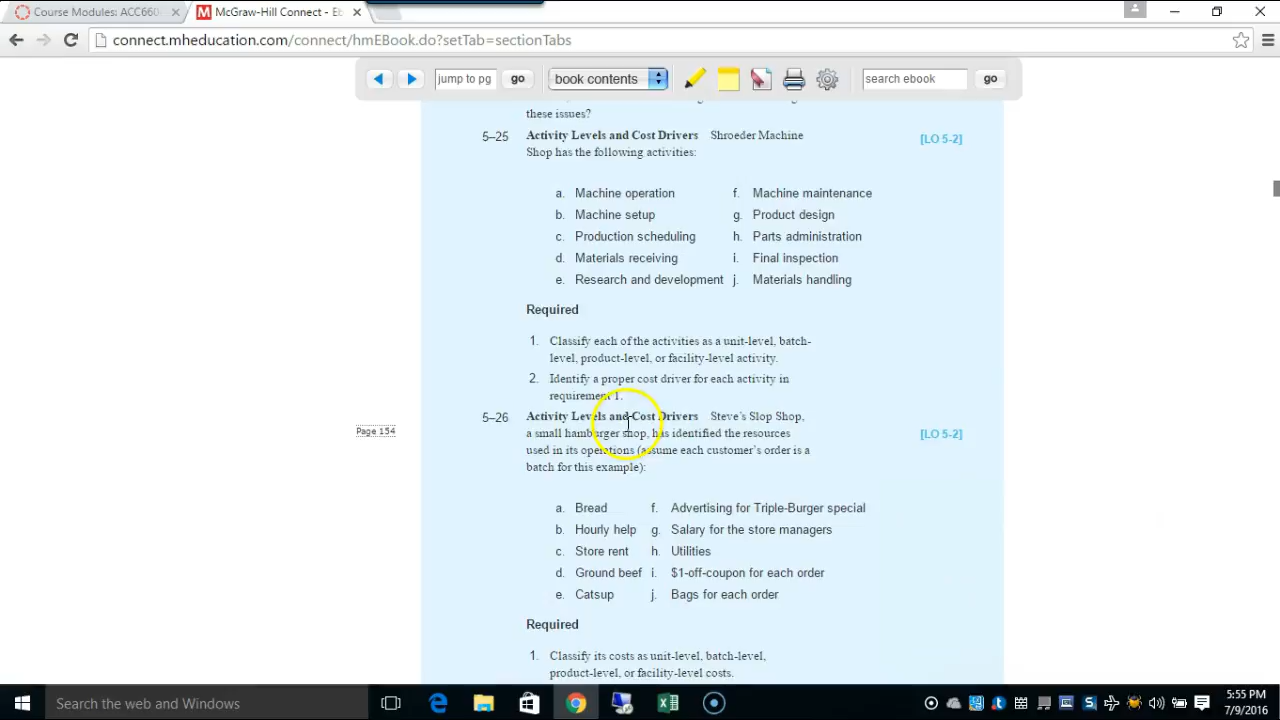 Course Modules: ACC660.
McGraw-Hill Connect - Eb
connect.mheducation.com/connect/hmEBook.do?setTab=sectionTabs
jump to pg go book contents search ebook go
these issues?
5–25 Activity Levels and Cost Drivers Shroeder Machine [LO 5-2]
Shop has the following activities:
a. Machine operation f. Machine maintenance
b. Machine setup g. Product design
c. Production scheduling h. Parts administration
d. Materials receiving i. Final inspection
e. Research and development j. Materials handling
Required
1. Classify each of the activities as a unit-level, batch-
level, product-level, or facility-level activity.
2. Identify a proper cost driver for each activity in
requirement 1.
5–26 Activity Levels and Cost Drivers Steve's Slop Shop,
Page 154 a small hamburger shop, has identified the resources [LO 5-2]
used in its operations (assume each customer's order is a
batch for this example):
a. Bread f. Advertising for Triple-Burger special
b. Hourly help g. Salary for the store managers
c. Store rent h. Utilities
d. Ground beef i. $1-off-coupon for each order
e. Catsup j. Bags for each order
Required
1. Classify its costs as unit-level, batch-level,
product-level, or facility-level costs.
Search the web and Windows
5:55 PM
7/9/2016